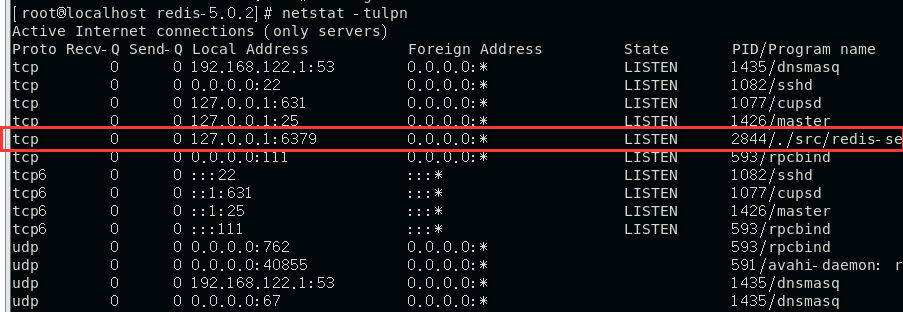 [root@localhost redis-5.0.2]# netstat -tulpn
Active Internet connections (only servers)
Proto Recv-Q Send-Q Local Address           Foreign Address         State       PID/Program name
tcp        0      0 192.168.122.1:53        0.0.0.0:*               LISTEN      1435/dnsmasq
tcp        0      0 0.0.0.0:22              0.0.0.0:*               LISTEN      1082/sshd
tcp        0      0 127.0.0.1:631           0.0.0.0:*               LISTEN      1077/cupsd
tcp        0      0 127.0.0.1:25            0.0.0.0:*               LISTEN      1426/master
tcp        0      0 127.0.0.1:6379          0.0.0.0:*               LISTEN      2844/./src/redis-se
tcp        0      0 0.0.0.0:111             0.0.0.0:*               LISTEN      593/rpcbind
tcp6       0      0 :::22                   :::*                    LISTEN      1082/sshd
tcp6       0      0 ::1:631                 :::*                    LISTEN      1077/cupsd
tcp6       0      0 ::1:25                  :::*                    LISTEN      1426/master
tcp6       0      0 :::111                  :::*                    LISTEN      593/rpcbind
udp        0      0 0.0.0.0:762             0.0.0.0:*                           593/rpcbind
udp        0      0 0.0.0.0:40855           0.0.0.0:*                           591/avahi-daemon: r
udp        0      0 192.168.122.1:53        0.0.0.0:*                           1435/dnsmasq
udp        0      0 0.0.0.0:67              0.0.0.0:*                           1435/dnsmasq